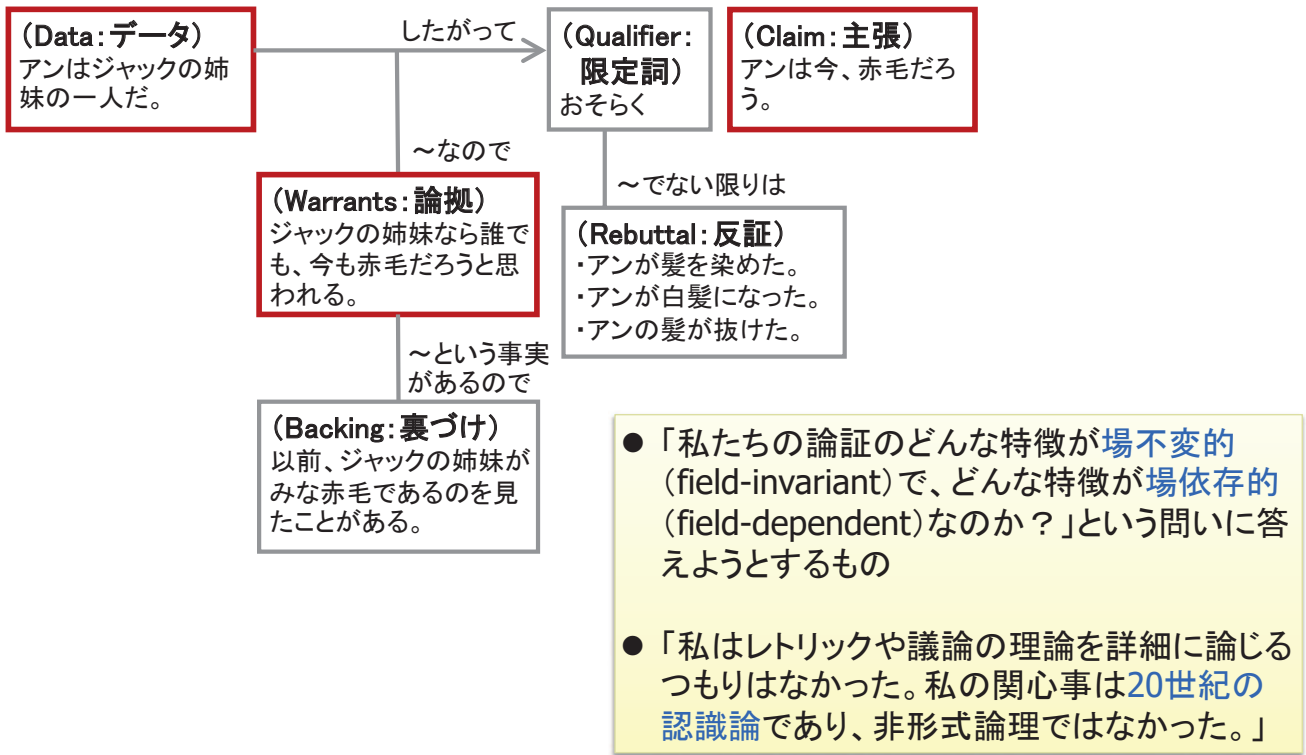 (Data:データ)
アンはジャックの姉
妹の一人だ。
したがって
(Qualifier:
限定詞)
おそらく
(Claim:主張)
アンは今、赤毛だろ
う。
～なので
(Warrants:論拠)
ジャックの姉妹なら誰で
も、今も赤毛だろうと思
われる。
～でない限りは
(Rebuttal:反証)
・アンが髪を染めた。
・アンが白髪になった。
・アンの髪が抜けた。
～という事実
があるので
(Backing:裏づけ)
以前、ジャックの姉妹が
みな赤毛であるのを見
たことがある。
● 「私たちの論証のどんな特徴が場不変的
(field-invariant)で、どんな特徴が場依存的
(field-dependent)なのか？」という問いに答
えようとするもの
● 「私はレトリックや議論の理論を詳細に論じる
つもりはなかった。私の関心事は20世紀の
認識論であり、非形式論理ではなかった。」